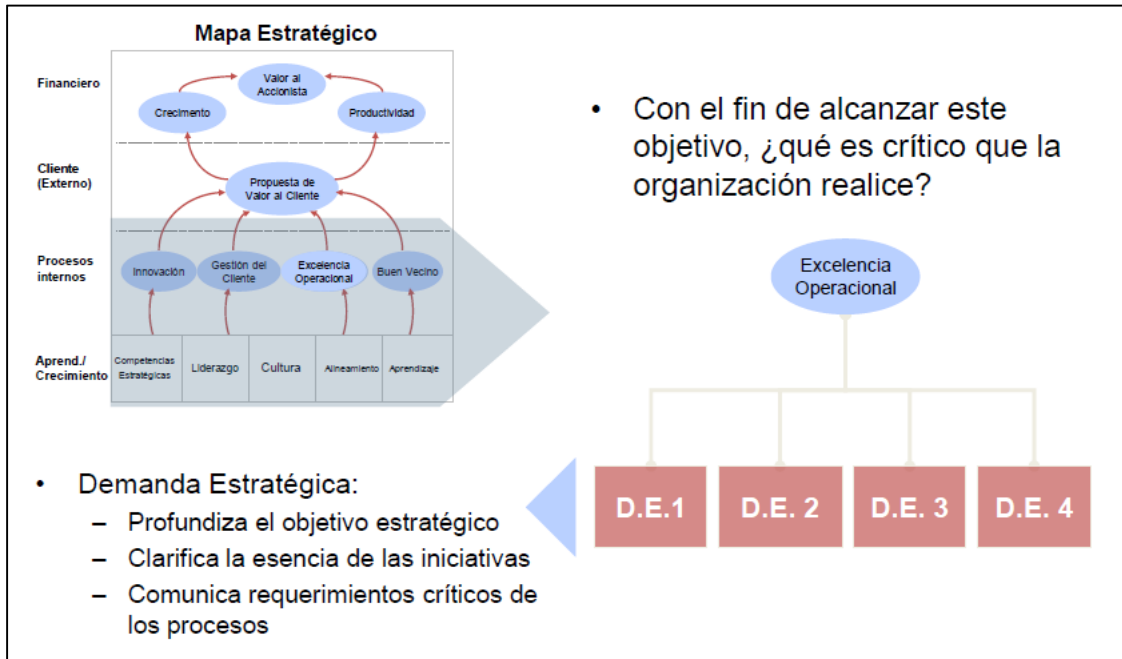 Mapa Estratégico
Financiero
Valor al
Accionista
Crecimento
Productividad
Cliente
(Externo)
Propuesta de
Valor al Cliente
Procesos
internos
Innovación
Gestión del
Cliente
Excelencia
Operacional
Buen Vecino
Aprend./
Crecimiento
Competencias
Estratégicas
Liderazgo
Cultura
Alineamiento
Aprendizaje
• Con el fin de alcanzar este
objetivo, ¿qué es crítico que la
organización realice?
Excelencia
Operacional
D.E.1
D.E. 2
D.E. 3
D.E. 4
• Demanda Estratégica:
– Profundiza el objetivo estratégico
– Clarifica la esencia de las iniciativas
– Comunica requerimientos críticos de
los procesos